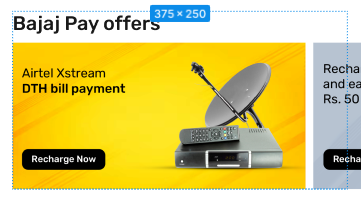 Bajaj Pay offers
375 × 250
Airtel Xstream
DTH bill payment
Recharge Now
Recha
and ea
Rs. 50
Recha